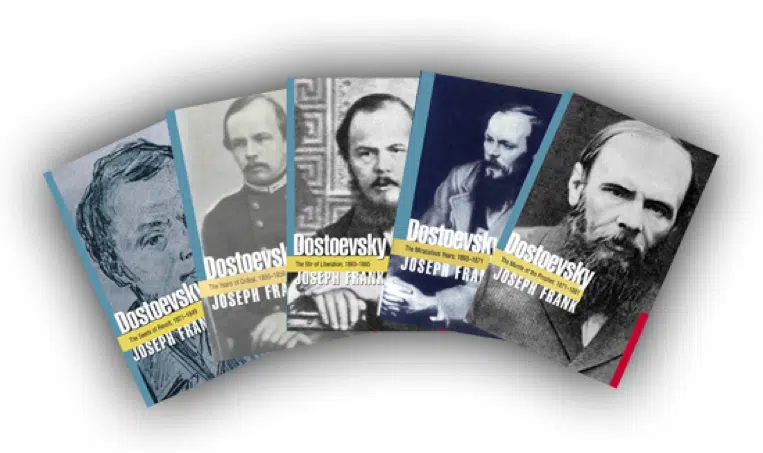 Dostoevsky
The Seeds of Revolt, 1821–1849
JOSEPH FRANK
Dostoevsky
The Years of Ordeal, 1850–1859
JOSEPH FRANK
Dostoevsky
The Stir of Liberation, 1860–1865
JOSEPH FRANK
Dostoevsky
The Miraculous Years, 1865–1871
JOSEPH FRANK
Dostoevsky
The Mantle of the Prophet, 1871–1881
JOSEPH FRANK